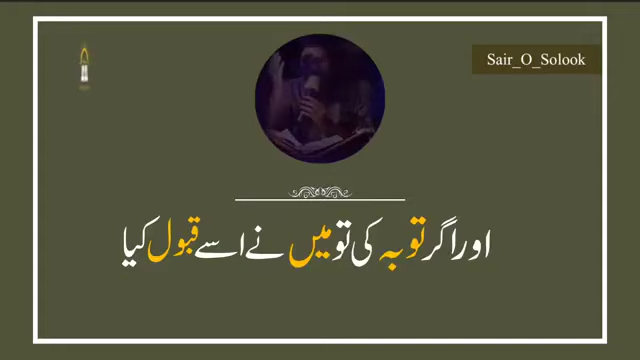 Sair_O_Solook
اور اگر توبہ کی تو میں نے اسے قبول کیا